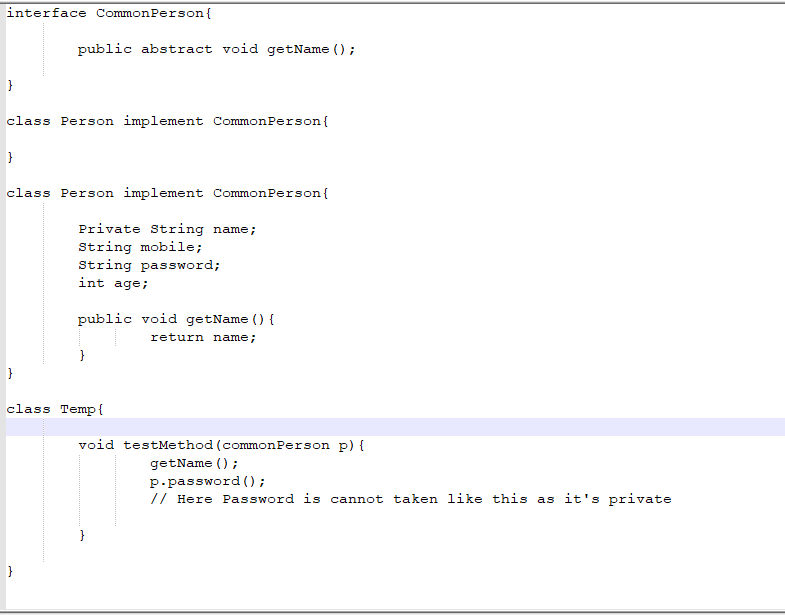 interface CommonPerson{
public abstract void getName();
}
class Person implement CommonPerson{
}
class Person implement CommonPerson{
Private String name;
String mobile;
String password;
int age;
public void getName(){
return name;
}
}
class Temp{
void testMethod(commonPerson p){
getName();
p.password();
// Here Password is cannot taken like this as it's private
}
}